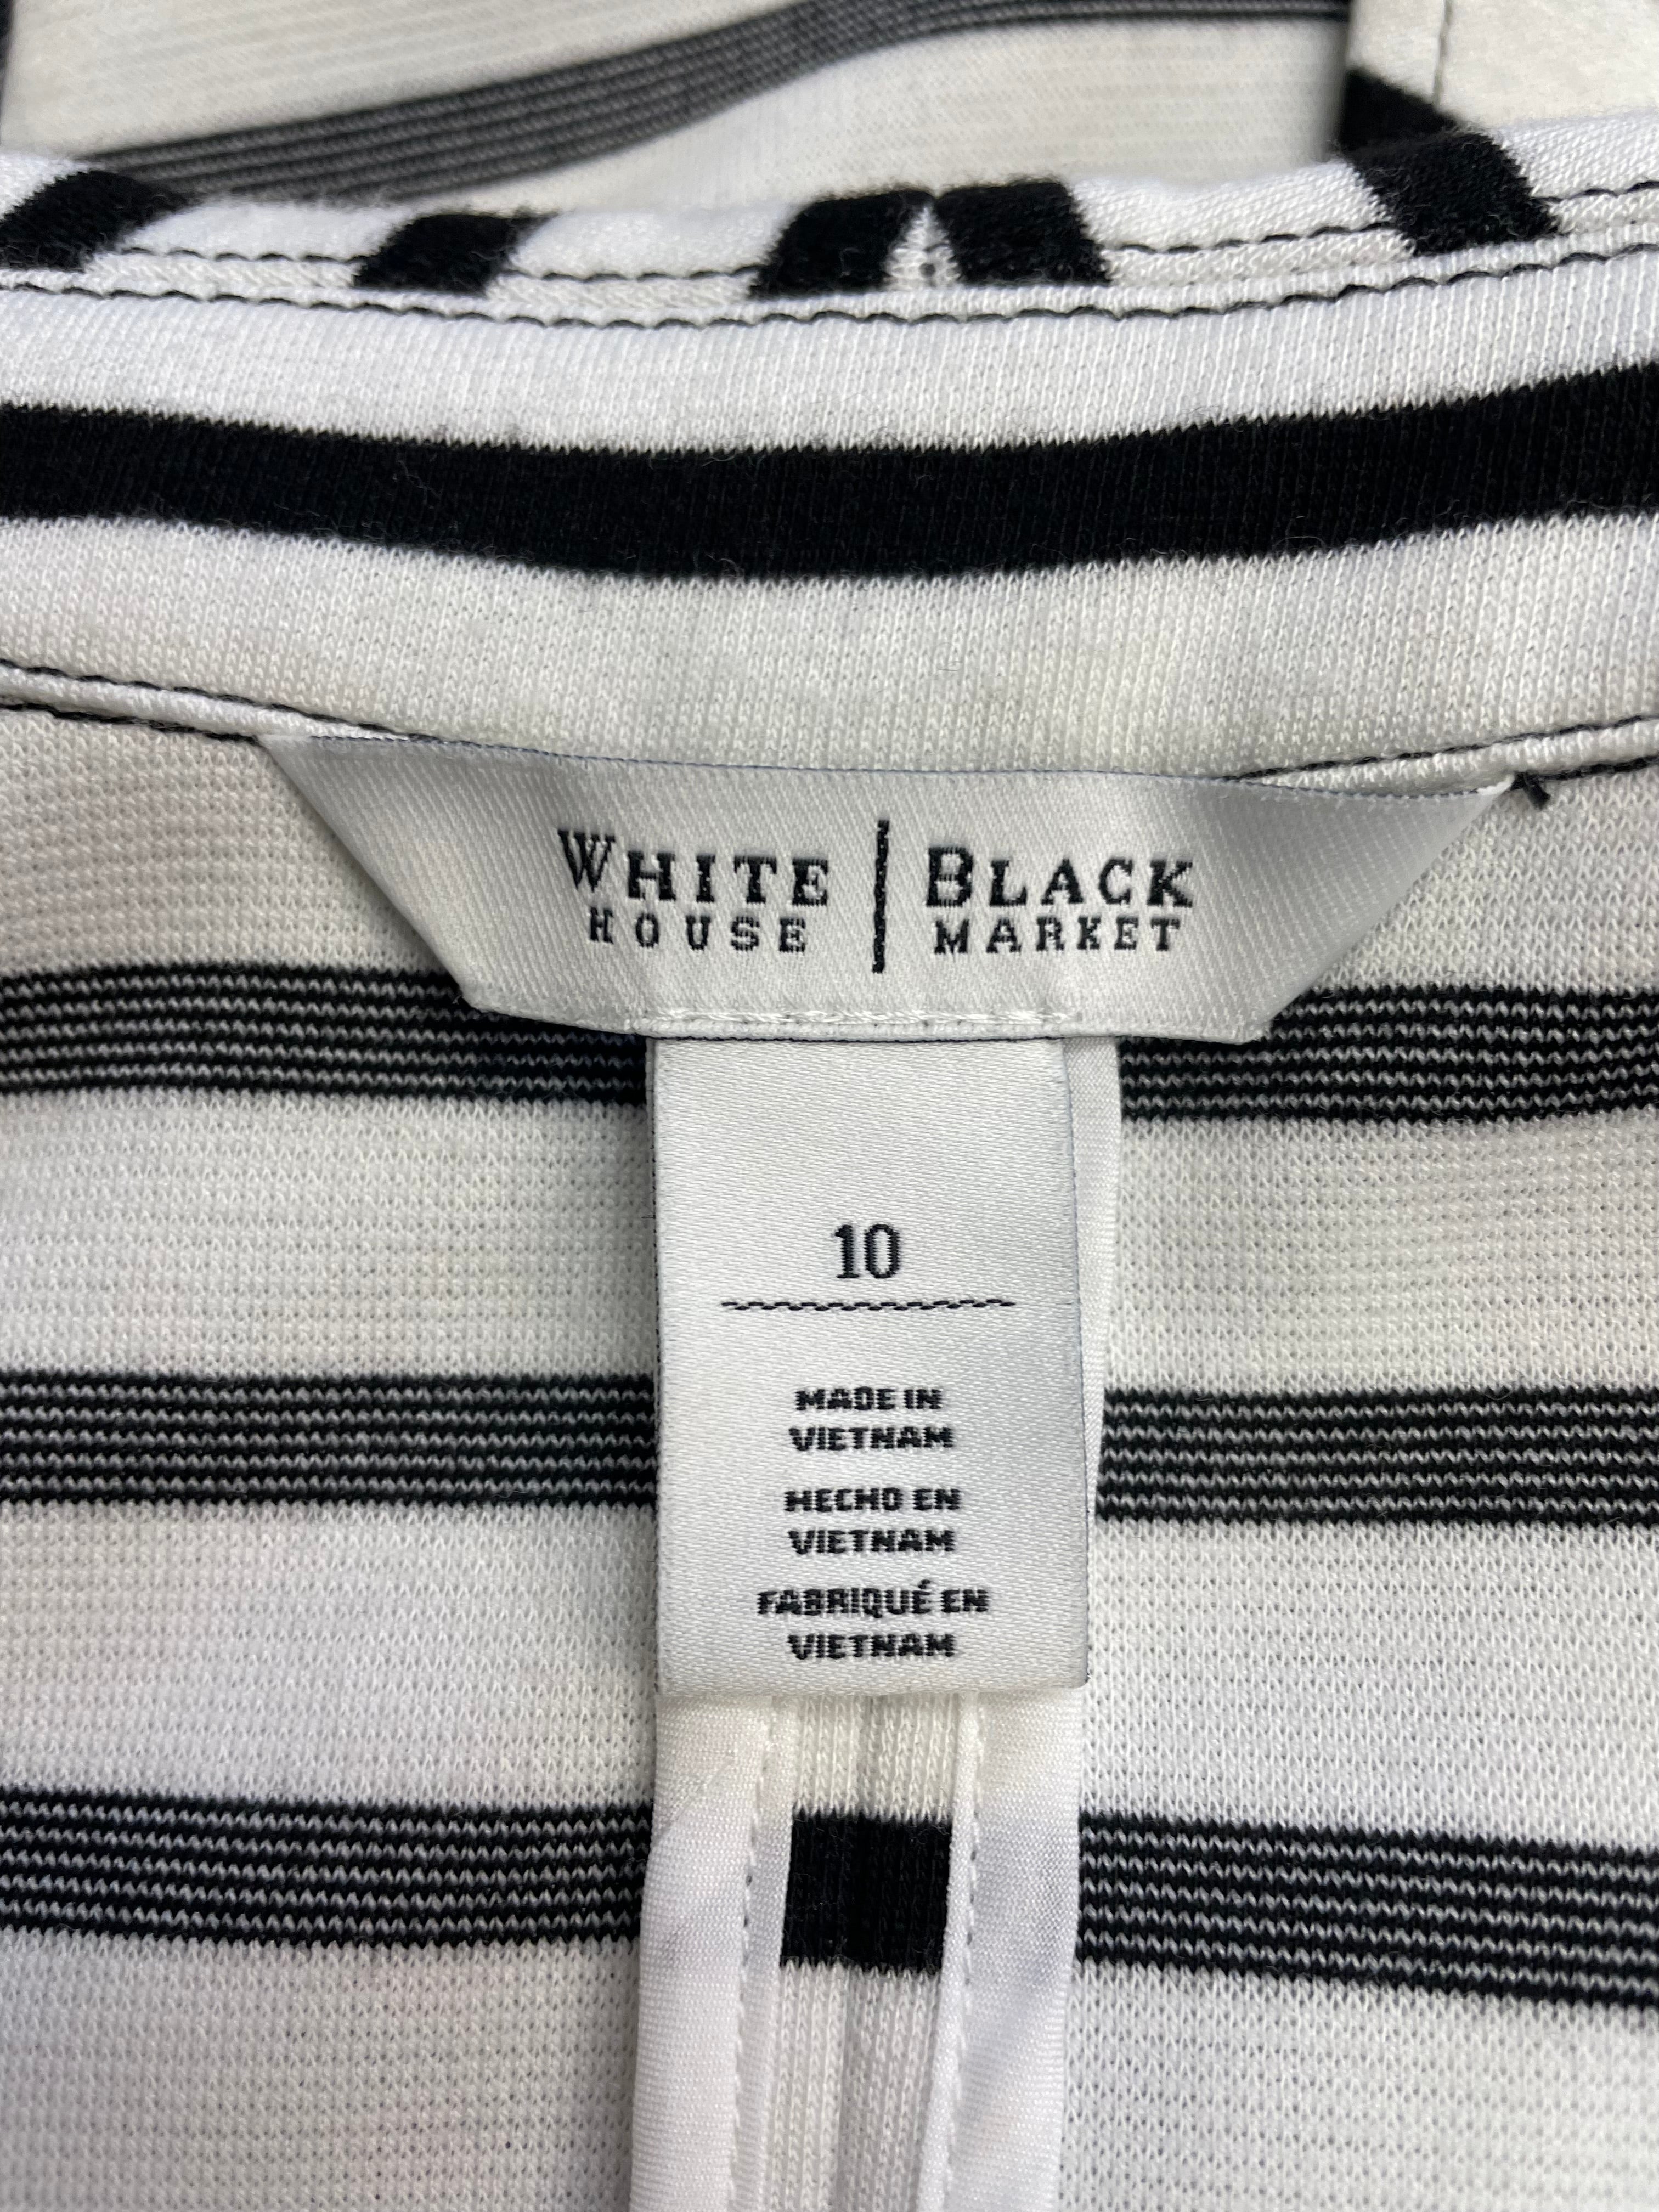 WHITE | BLACK
HOUSE | MARKET
10
MADE IN
VIETNAM
HECHO EN
VIETNAM
FABRIQUÉ EN
VIETNAM